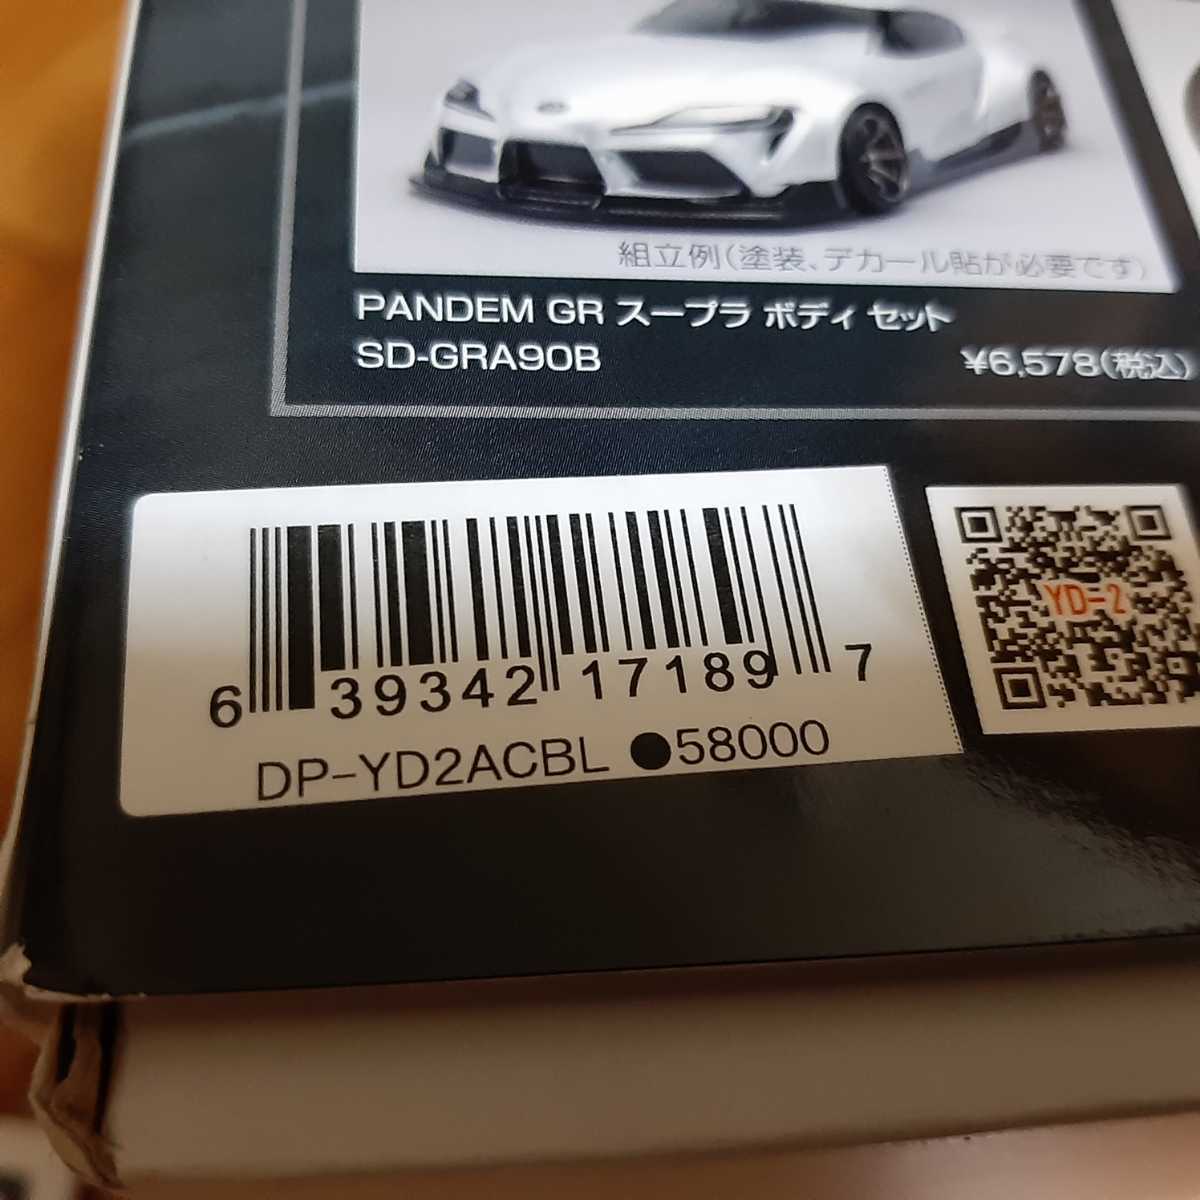 組立例(塗装、デカール貼が必要です)
PANDEM GR スープラ ボディ セット
SD-GRA90B
¥6,578(税込)
YD-2
6 39342 17189 7
DP-YD2ACBL ●58000